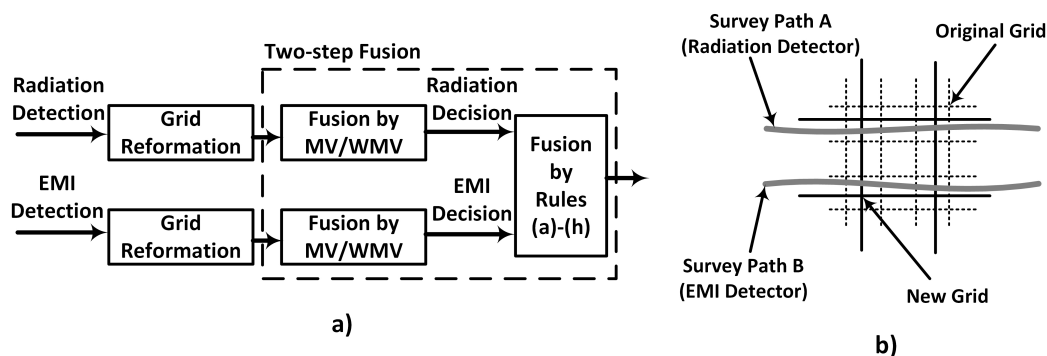 Two-step Fusion
Radiation
Detection
Grid
Reformation
Fusion by
MV/WMV
Radiation
Decision
EMI
Detection
Grid
Reformation
Fusion by
MV/WMV
EMI
Decision
Fusion
by
Rules
(a)-(h)
a)
Survey Path A
(Radiation Detector)
Original Grid
Survey Path B
(EMI Detector)
New Grid
b)